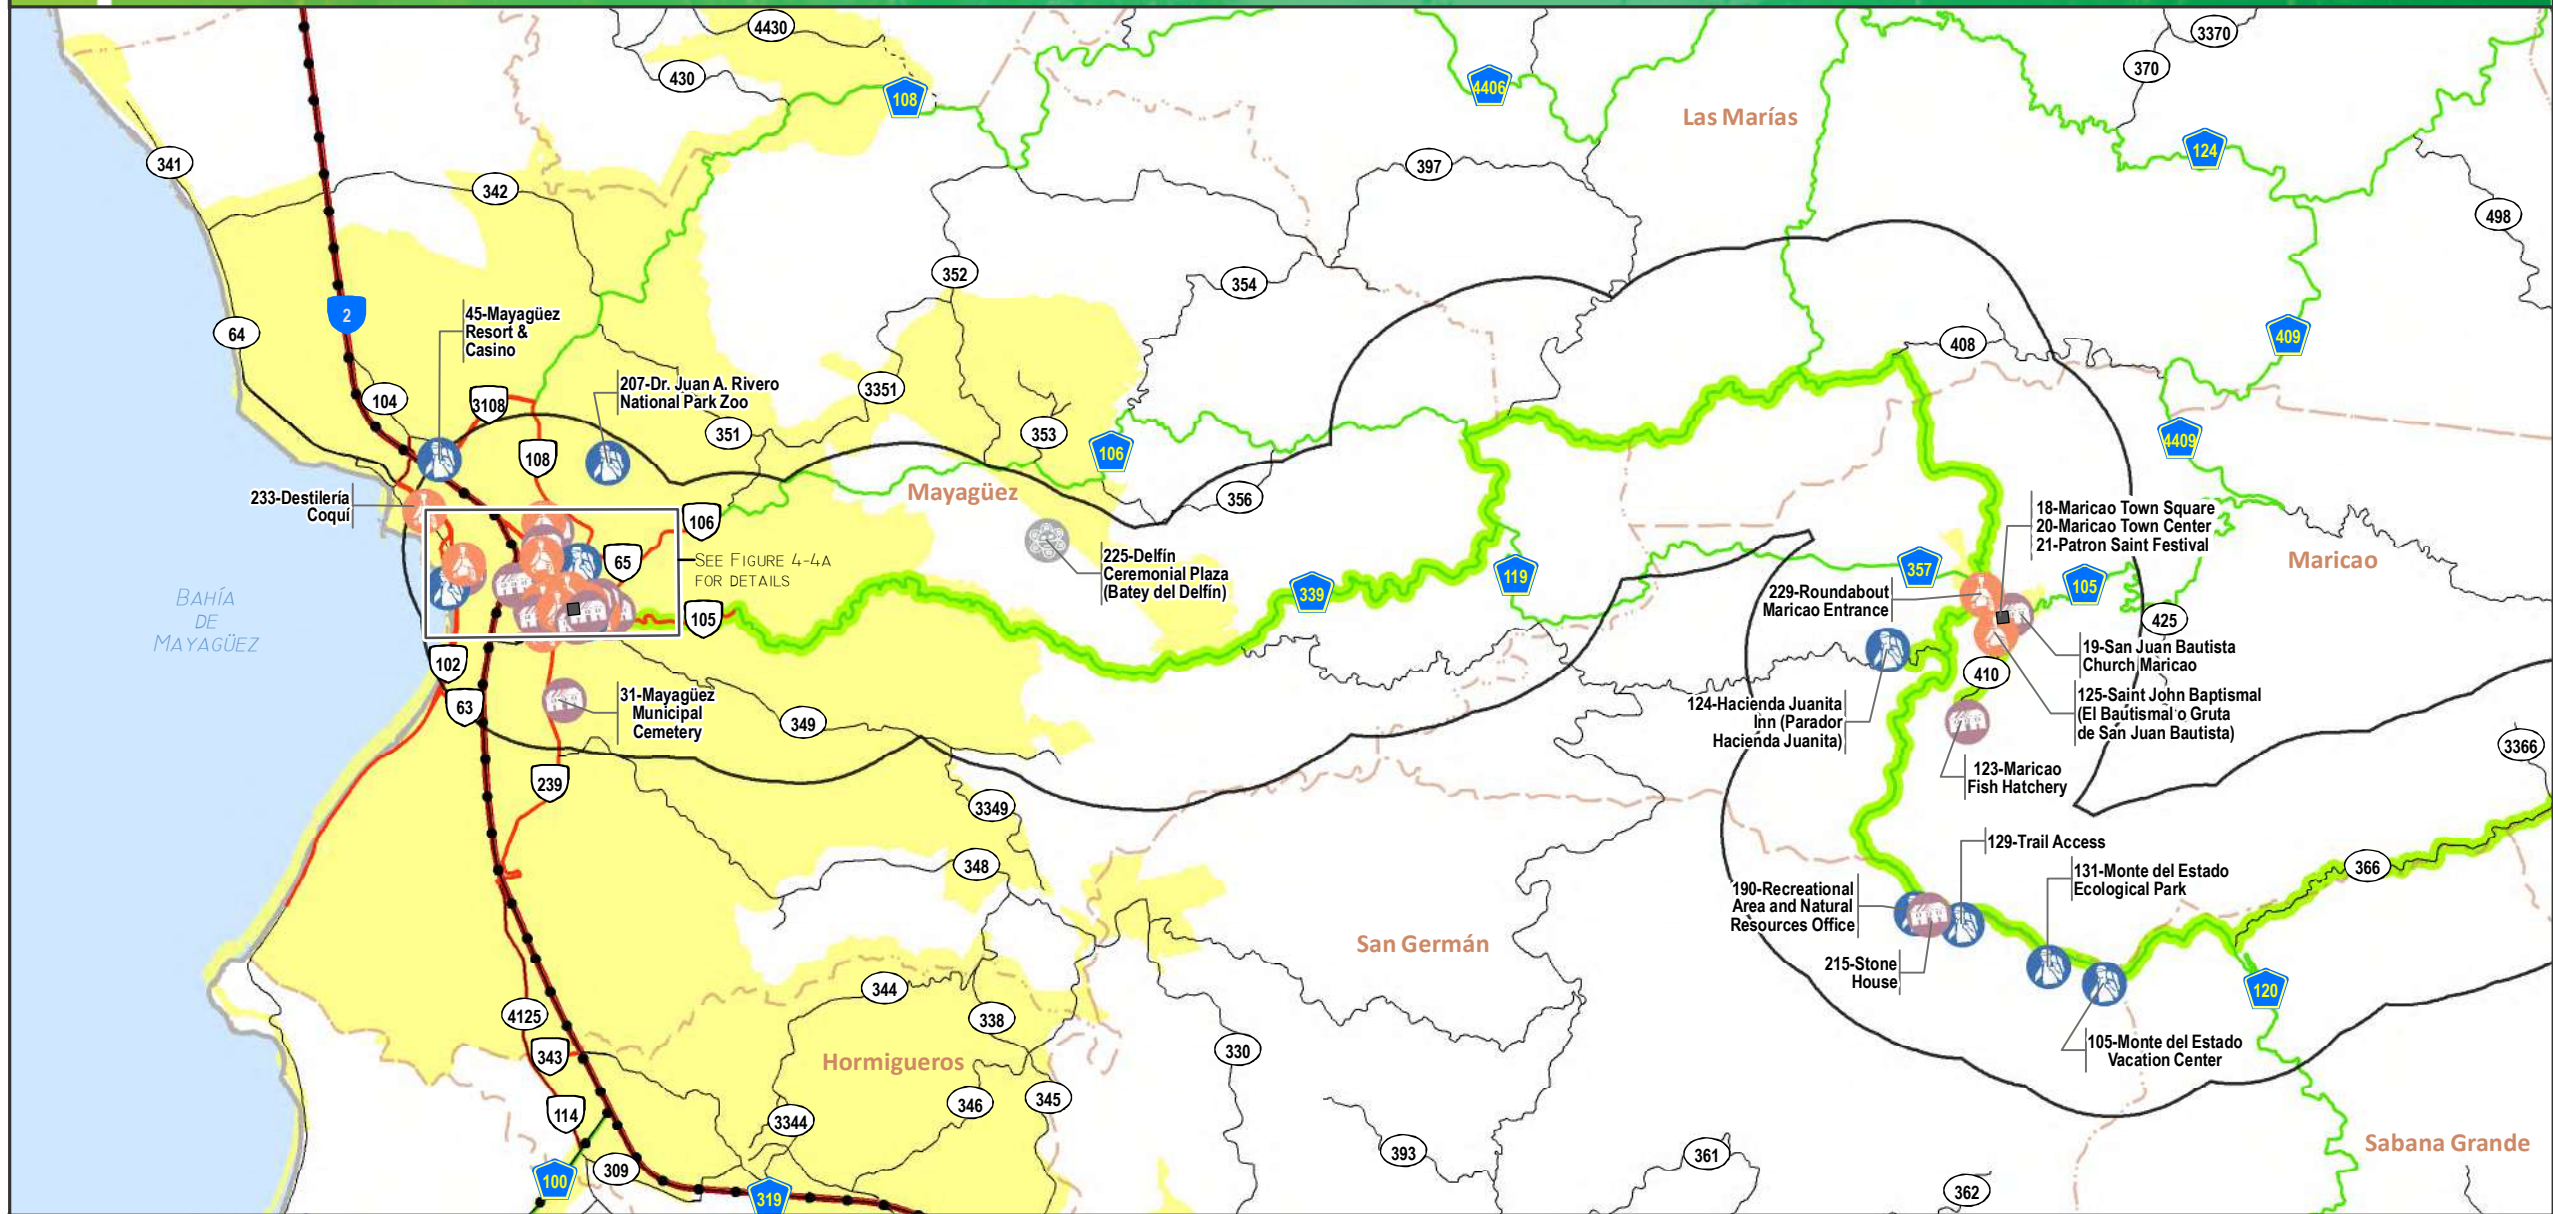 4430
3370
430
370
108
4406
Las Marías
124
341
397
342
498
352
354
2
45-Mayagüez
Resort &
Casino
64
409
408
207-Dr. Juan A. Rivero
National Park Zoo
3351
104
3108
351
353
106
4409
108
233-Destilería
Coquí
Mayagüez
356
106
18-Maricao Town Square
20-Maricao Town Center
21-Patron Saint Festival
65
SEE FIGURE 4-4A
FOR DETAILS
225-Delfín
Ceremonial Plaza
(Batey del Delfín)
339
119
357
Maricao
105
229-Roundabout
Maricao Entrance
BAHÍA
DE
MAYAGÜEZ
105
425
102
19-San Juan Bautista
Church Maricao
410
63
31-Mayagüez
Municipal
Cemetery
349
124-Hacienda Juanita
Inn (Parador
Hacienda Juanita)
125-Saint John Baptismal
(El Bautismal o Gruta
de San Juan Bautista)
3366
239
123-Maricao
Fish Hatchery
3349
129-Trail Access
348
131-Monte del Estado
Ecological Park
366
190-Recreational
Area and Natural
Resources Office
San Germán
215-Stone
House
344
120
4125
338
343
Hormigueros
330
105-Monte del Estado
Vacation Center
346
345
114
3344
393
361
Sabana Grande
309
100
319
362